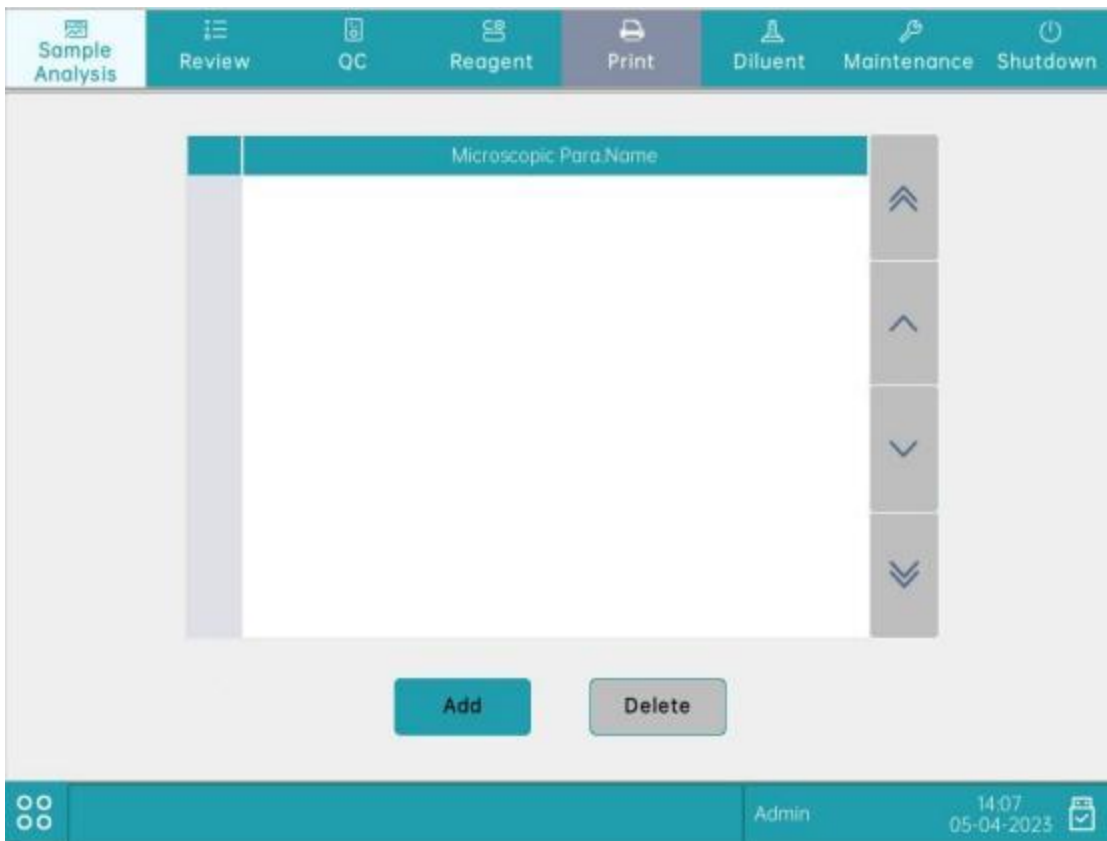 Sample
Analysis
Review
QC
Reagent
Print
Diluent
Maintenance
Shutdown
Microscopic Para.Name
Add
Delete
Admin
14:07
05-04-2023